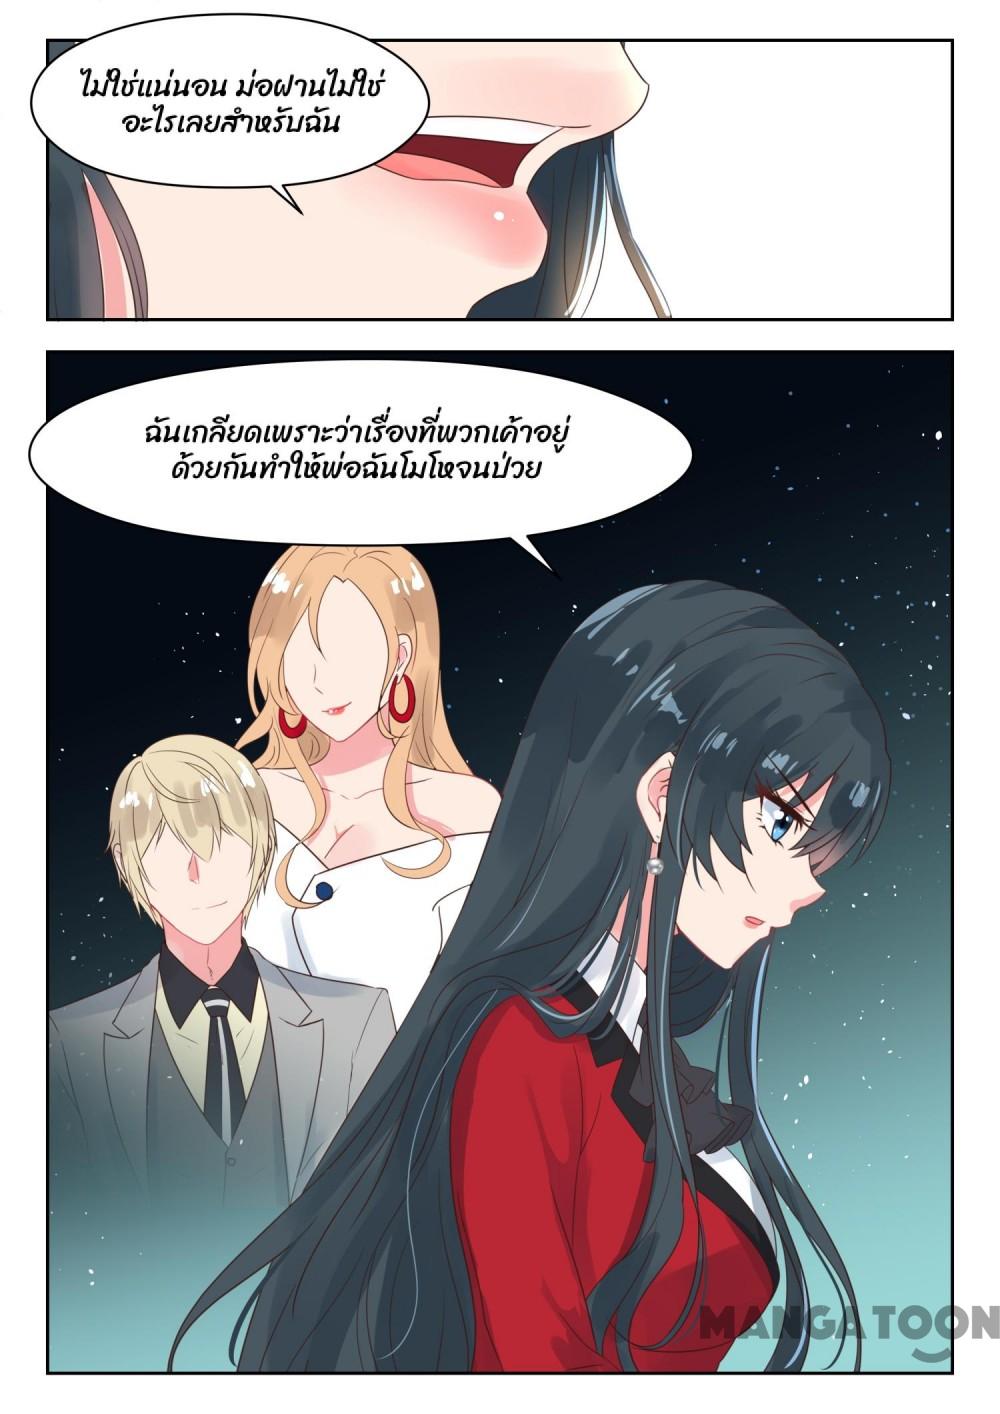 ไม่ใช่แน่นอน ม่อฝานไม่ใช่
อะไรเลยสำหรับฉัน
ฉันเกลียดเพราะว่าเรื่องที่พวกเค้าอยู่
ด้วยกันทำให้พ่อฉันโมโหจนป่วย
MANGATOON